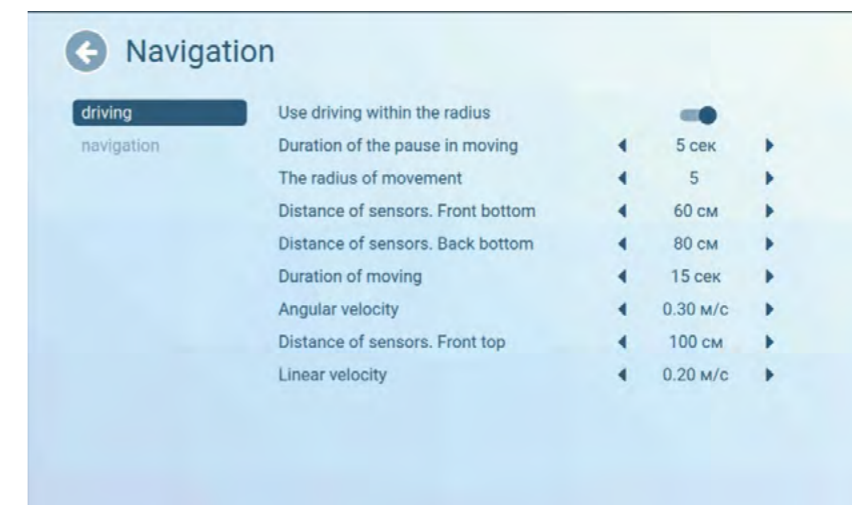 Navigation
driving
navigation
Use driving within the radius
Duration of the pause in moving 5 сек
The radius of movement 5
Distance of sensors. Front bottom 60 см
Distance of sensors. Back bottom 80 см
Duration of moving 15 сек
Angular velocity 0.30 м/с
Distance of sensors. Front top 100 см
Linear velocity 0.20 м/с